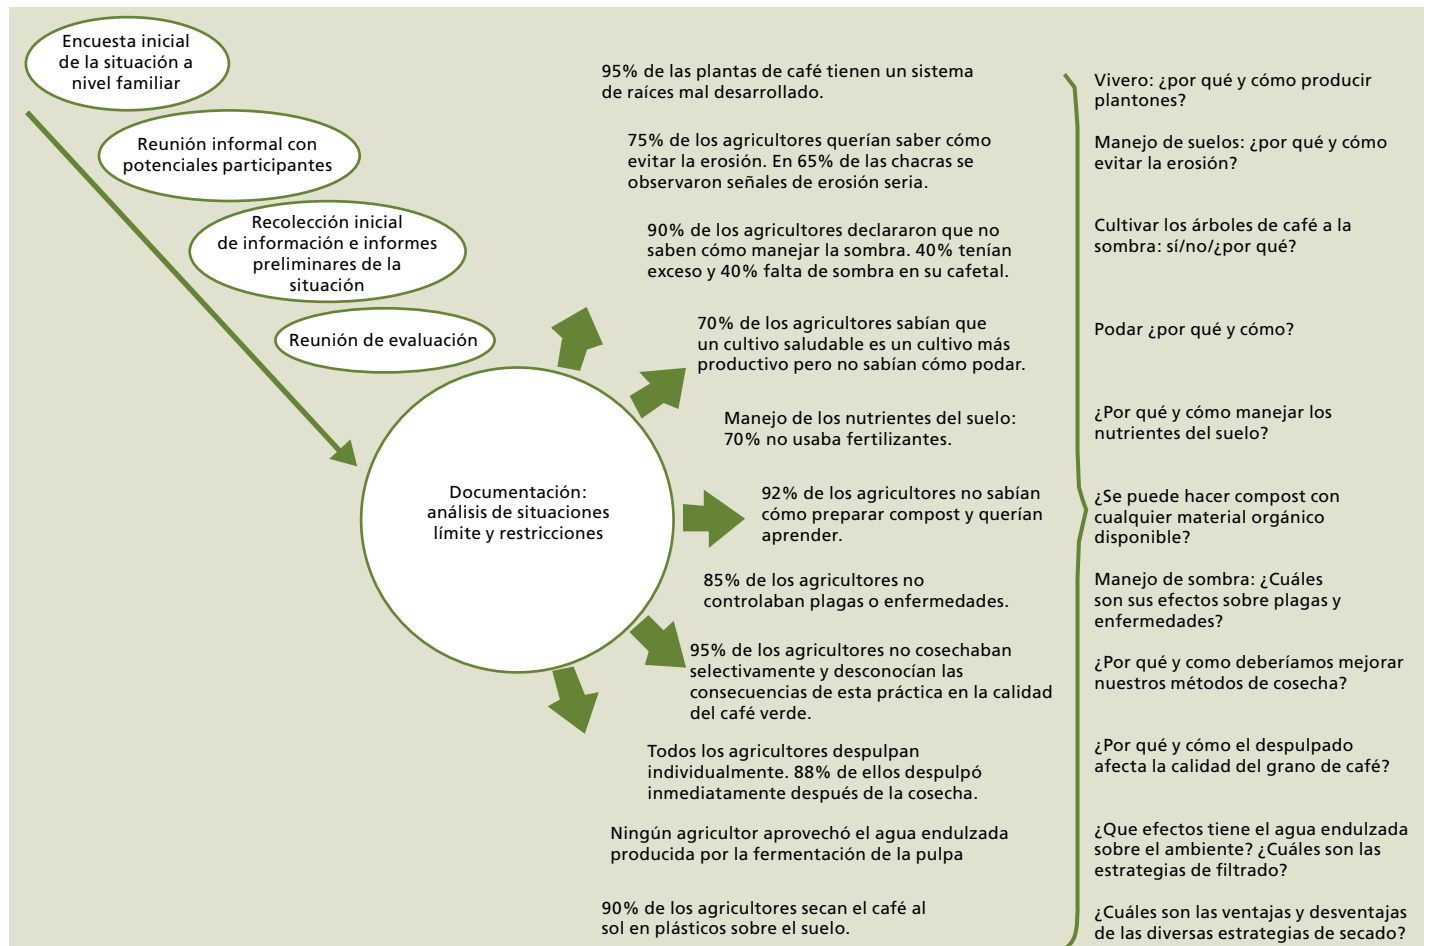 Encuesta inicial
de la situación a
nivel familiar
Reunión informal con
potenciales participantes
Recolección inicial
de información e informes
preliminares de la
situación
Reunión de evaluación
Documentación:
análisis de situaciones
límite y restricciones
95% de las plantas de café tienen un sistema
de raíces mal desarrollado.
75% de los agricultores querían saber cómo
evitar la erosión. En 65% de las chacras se
observaron señales de erosión seria.
90% de los agricultores declararon que no
saben cómo manejar la sombra. 40% tenían
exceso y 40% falta de sombra en su cafetal.
70% de los agricultores sabían que
un cultivo saludable es un cultivo más
productivo pero no sabían cómo podar.
Manejo de los nutrientes del suelo:
70% no usaba fertilizantes.
92% de los agricultores no sabían
cómo preparar compost y querían
aprender.
85% de los agricultores no
controlaban plagas o enfermedades.
95% de los agricultores no cosechaban
selectivamente y desconocían las
consecuencias de esta práctica en la calidad
del café verde.
Todos los agricultores despulpan
individualmente. 88% de ellos despulpó
inmediatamente después de la cosecha.
Ningún agricultor aprovechó el agua endulzada
producida por la fermentación de la pulpa
90% de los agricultores secan el café al
sol en plásticos sobre el suelo.
Vivero: ¿por qué y cómo producir
plantones?
Manejo de suelos: ¿por qué y cómo
evitar la erosión?
Cultivar los árboles de café a la
sombra: sí/no/¿por qué?
Podar ¿por qué y cómo?
¿Por qué y cómo manejar los
nutrientes del suelo?
¿Se puede hacer compost con
cualquier material orgánico
disponible?
Manejo de sombra: ¿Cuáles
son sus efectos sobre plagas y
enfermedades?
¿Por qué y como deberíamos mejorar
nuestros métodos de cosecha?
¿Por qué y cómo el despulpado
afecta la calidad del grano de café?
¿Que efectos tiene el agua endulzada
sobre el ambiente? ¿Cuáles son las
estrategias de filtrado?
¿Cuáles son las ventajas y desventajas
de las diversas estrategias de secado?